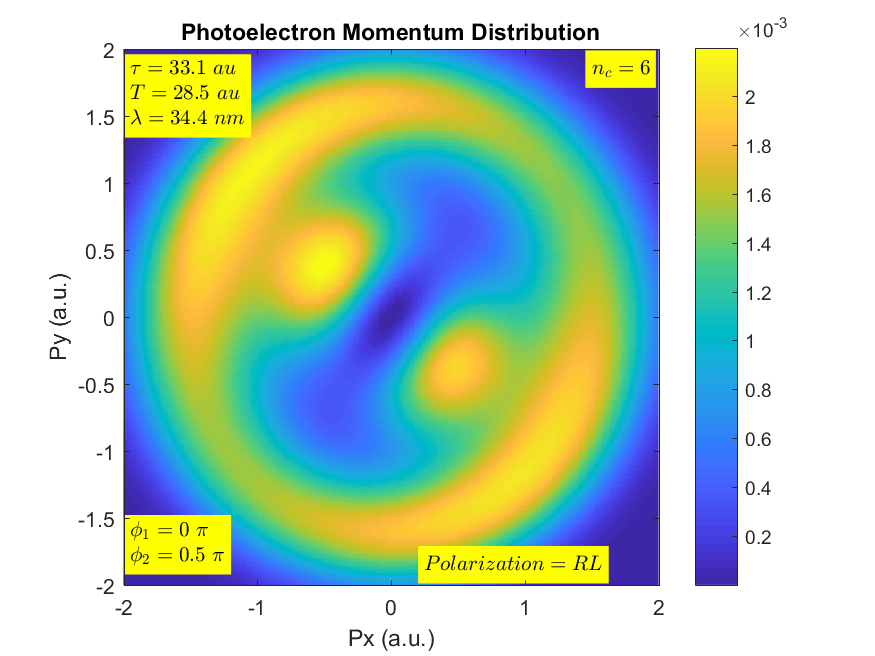 Photoelectron Momentum Distribution
×10⁻³
τ = 33.1 au
T = 28.5 au
λ = 34.4 nm
n_c = 6
2
1.5
1
0.5
0
-0.5
-1
-1.5
-2
Py (a.u.)
ϕ₁ = 0 π
ϕ₂ = 0.5 π
Polarization = RL
-2
-1
0
1
2
Px (a.u.)
2
1.8
1.6
1.4
1.2
1
0.8
0.6
0.4
0.2